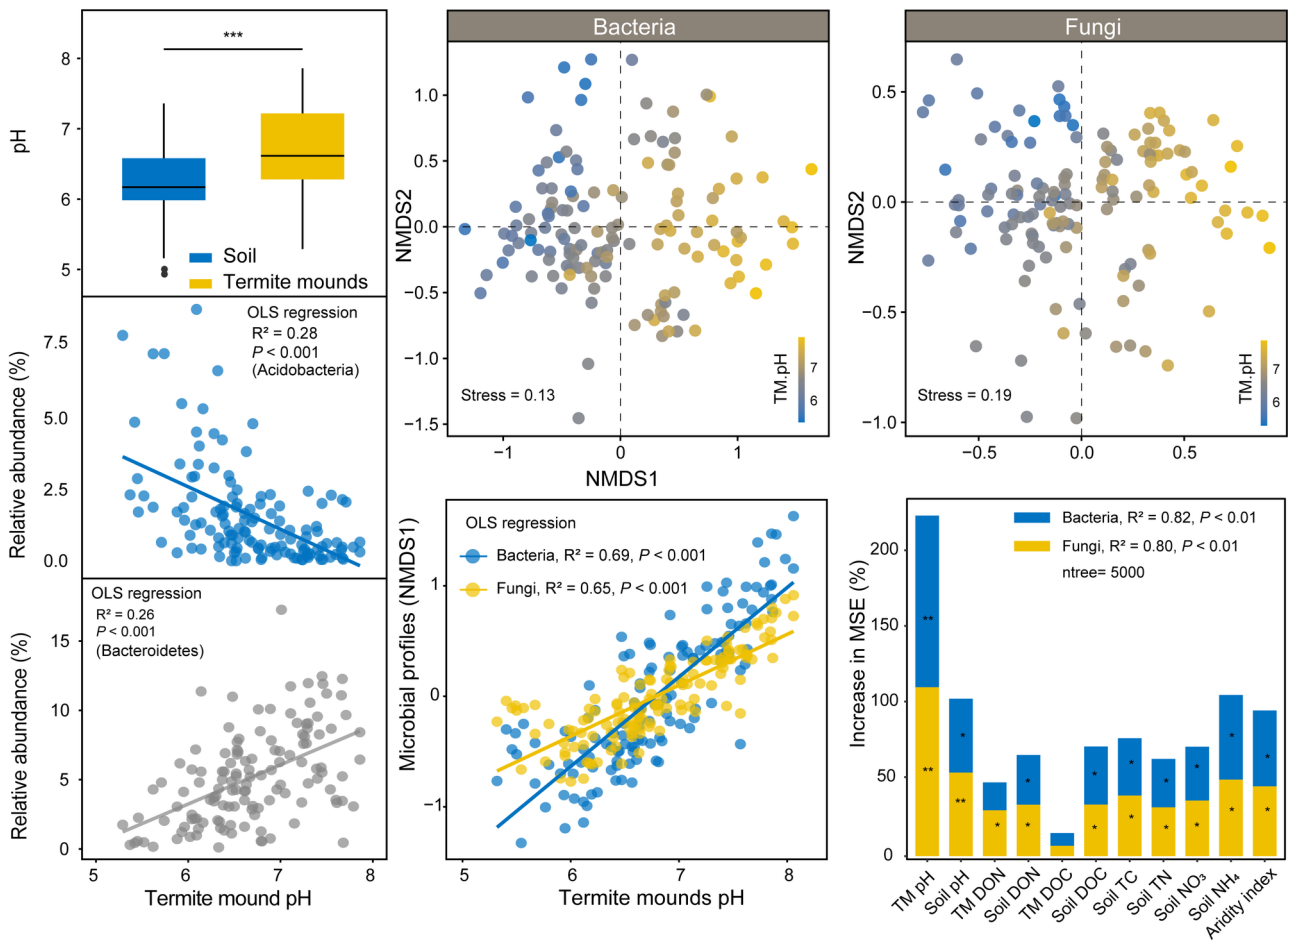 ***
pH
8
7
6
5
Soil
Termite mounds
OLS regression
R² = 0.28
P < 0.001
(Acidobacteria)
Relative abundance (%)
7.5
5.0
2.5
0.0
OLS regression
R² = 0.26
P < 0.001
(Bacteroidetes)
Relative abundance (%)
15
10
5
0
5 6 7 8
Termite mound pH
Bacteria
NMDS2
1.0
0.5
0.0
−0.5
−1.0
−1.5
Stress = 0.13
TM.pH
7
6
−1 0 1
NMDS1
Fungi
NMDS2
0.5
0.0
−0.5
−1.0
Stress = 0.19
TM.pH
7
6
−0.5 0.0 0.5
Microbial profiles (NMDS1)
OLS regression
Bacteria, R² = 0.69, P < 0.001
Fungi, R² = 0.65, P < 0.001
1
0
−1
5 6 7 8
Termite mounds pH
Increase in MSE (%)
Bacteria, R² = 0.82, P < 0.01
Fungi, R² = 0.80, P < 0.01
ntree= 5000
200
150
100
50
0
** * * * * * * * *
** ** * * * * * * * *
TM pH
Soil pH
TM DON
Soil DON
TM DOC
Soil DOC
Soil TC
Soil TN
Soil NO₃
Soil NH₄
Aridity index